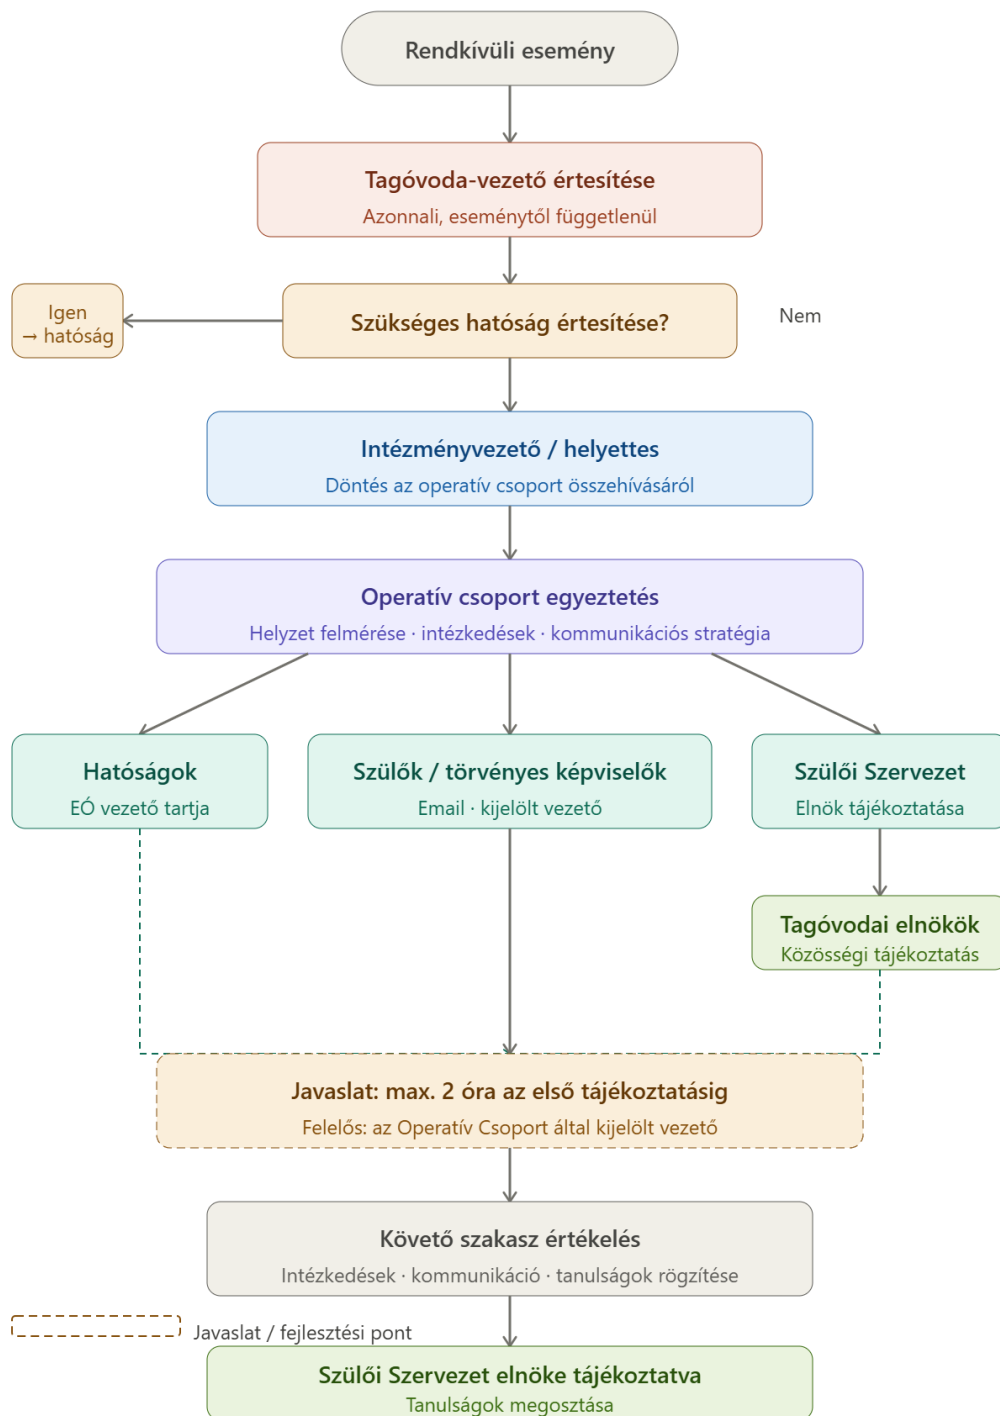 Rendkívüli esemény
Tagóvoda-vezető értesítése
Azonnali, eseménytől függetlenül
Igen
→ hatóság
Szükséges hatóság értesítése?
Nem
Intézményvezető / helyettes
Döntés az operatív csoport összehívásáról
Operatív csoport egyeztetés
Helyzet felmérése · intézkedések · kommunikációs stratégia
Hatóságok
EÓ vezető tartja
Szülők / törvényes képviselők
Email · kijelölt vezető
Szülői Szervezet
Elnök tájékoztatása
Tagóvodai elnökök
Közösségi tájékoztatás
Javaslat: max. 2 óra az első tájékoztatásig
Felelős: az Operatív Csoport által kijelölt vezető
Követő szakasz értékelés
Intézkedések · kommunikáció · tanulságok rögzítése
Javaslat / fejlesztési pont
Szülői Szervezet elnöke tájékoztatva
Tanulságok megosztása